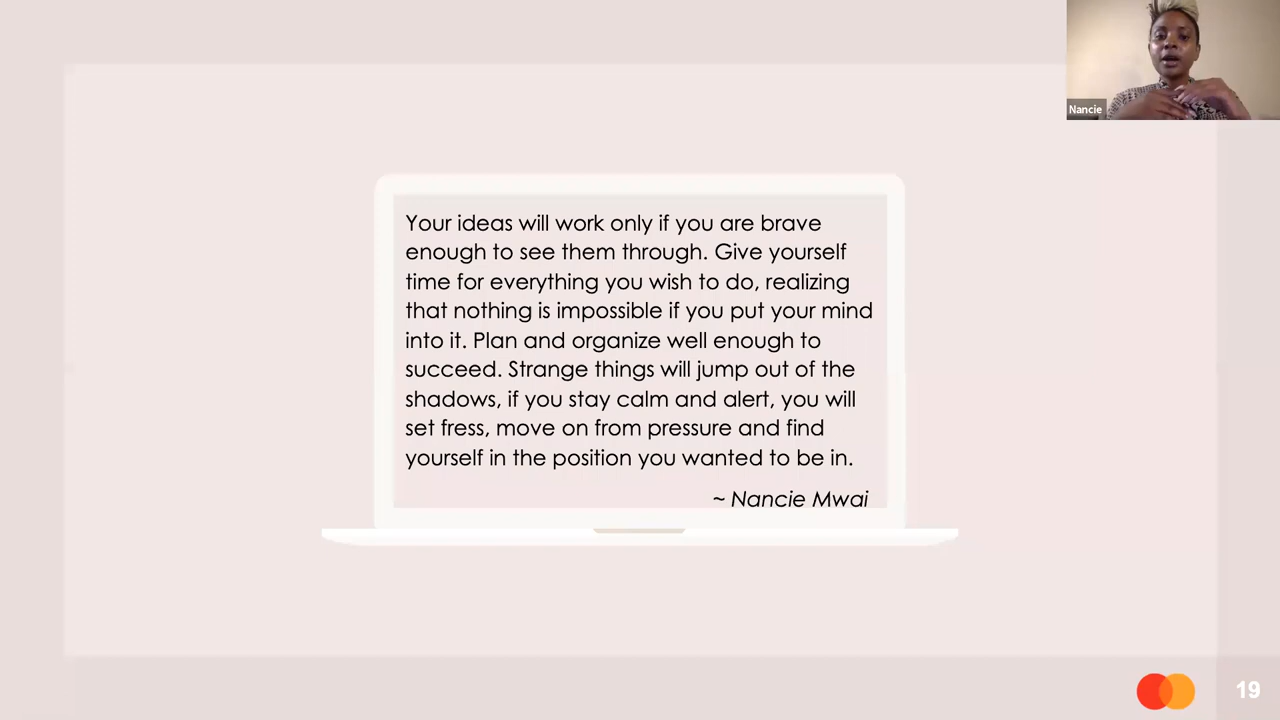 Nancie
Your ideas will work only if you are brave
enough to see them through. Give yourself
time for everything you wish to do, realizing
that nothing is impossible if you put your mind
into it. Plan and organize well enough to
succeed. Strange things will jump out of the
shadows, if you stay calm and alert, you will
set fress, move on from pressure and find
yourself in the position you wanted to be in.
~ Nancie Mwai
19